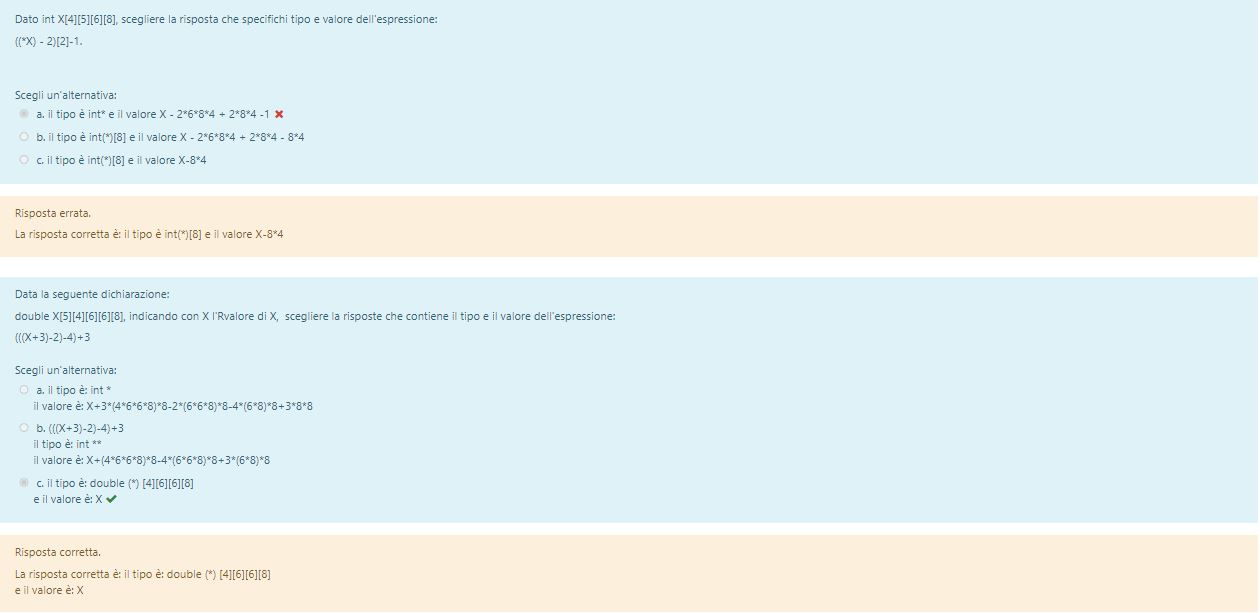 Dato int X[4][5][6][8], scegliere la risposta che specifichi tipo e valore dell'espressione:
((*X) - 2)[2]-1.
Scegli un'alternativa:
a. il tipo è int* e il valore X - 2*6*8*4 + 2*8*4 -1
b. il tipo è int(*)[8] e il valore X - 2*6*8*4 + 2*8*4 - 8*4
c. il tipo è int(*)[8] e il valore X-8*4
Risposta errata.
La risposta corretta è: il tipo è int(*)[8] e il valore X-8*4
Data la seguente dichiarazione:
double X[5][4][6][6][8], indicando con X l'Rvalore di X, scegliere la risposte che contiene il tipo e il valore dell'espressione:
(((X+3)-2)-4)+3
Scegli un'alternativa:
a. il tipo è: int *
il valore è: X+3*(4*6*6*8)*8-2*(6*6*8)*8-4*(6*8)*8+3*8*8
b. (((X+3)-2)-4)+3
il tipo è: int **
il valore è: X+(4*6*6*8)*8-4*(6*6*8)*8+3*(6*8)*8
c. il tipo è: double (*) [4][6][6][8]
e il valore è: X
Risposta corretta.
La risposta corretta è: il tipo è: double (*) [4][6][6][8]
e il valore è: X